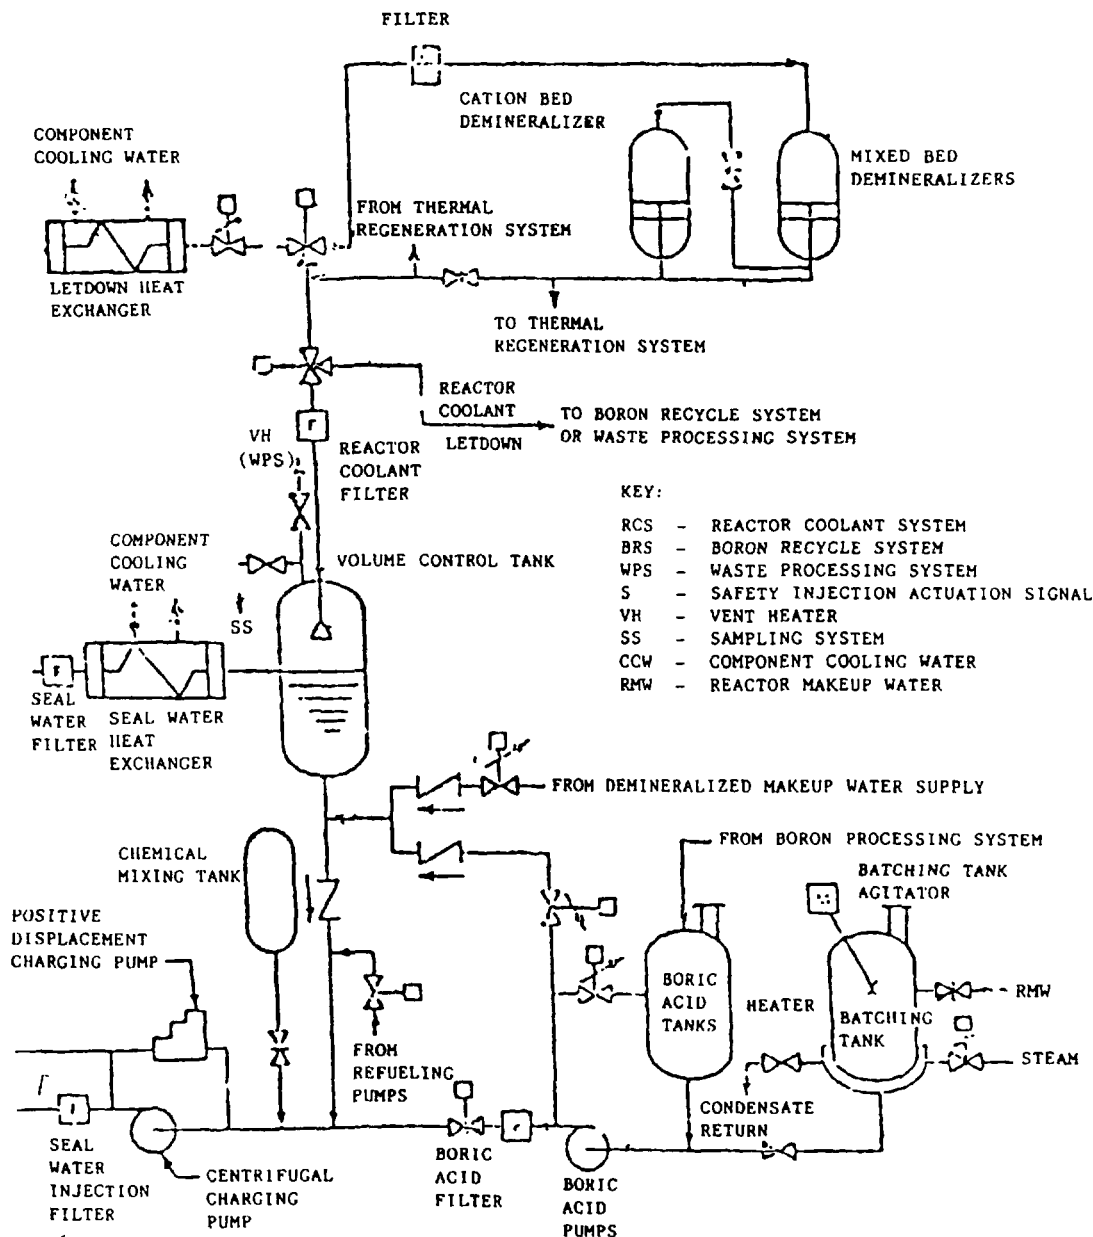 FILTER
CATION BED
DEMINERALIZER
COMPONENT
COOLING WATER
MIXED BED
DEMINERALIZERS
FROM THERMAL
REGENERATION SYSTEM
LETDOWN HEAT
EXCHANGER
TO THERMAL
REGENERATION SYSTEM
REACTOR
COOLANT
LETDOWN
TO BORON RECYCLE SYSTEM
OR WASTE PROCESSING SYSTEM
F
VH
(WPS)
REACTOR
COOLANT
FILTER
KEY:
RCS - REACTOR COOLANT SYSTEM
BRS - BORON RECYCLE SYSTEM
WPS - WASTE PROCESSING SYSTEM
S - SAFETY INJECTION ACTUATION SIGNAL
VH - VENT HEATER
SS - SAMPLING SYSTEM
CCW - COMPONENT COOLING WATER
RMW - REACTOR MAKEUP WATER
COMPONENT
COOLING
WATER
VOLUME CONTROL TANK
SS
F
SEAL
WATER
FILTER
SEAL WATER
HEAT
EXCHANGER
FROM DEMINERALIZED MAKEUP WATER SUPPLY
FROM BORON PROCESSING SYSTEM
CHEMICAL
MIXING TANK
BATCHING TANK
AGITATOR
POSITIVE
DISPLACEMENT
CHARGING PUMP
BORIC
ACID
TANKS
HEATER
BATCHING
TANK
RMW
STEAM
FROM
REFUELING
PUMPS
CONDENSATE
RETURN
SEAL
WATER
INJECTION
FILTER
CENTRIFUGAL
CHARGING
PUMP
BORIC
ACID
FILTER
BORIC
ACID
PUMPS